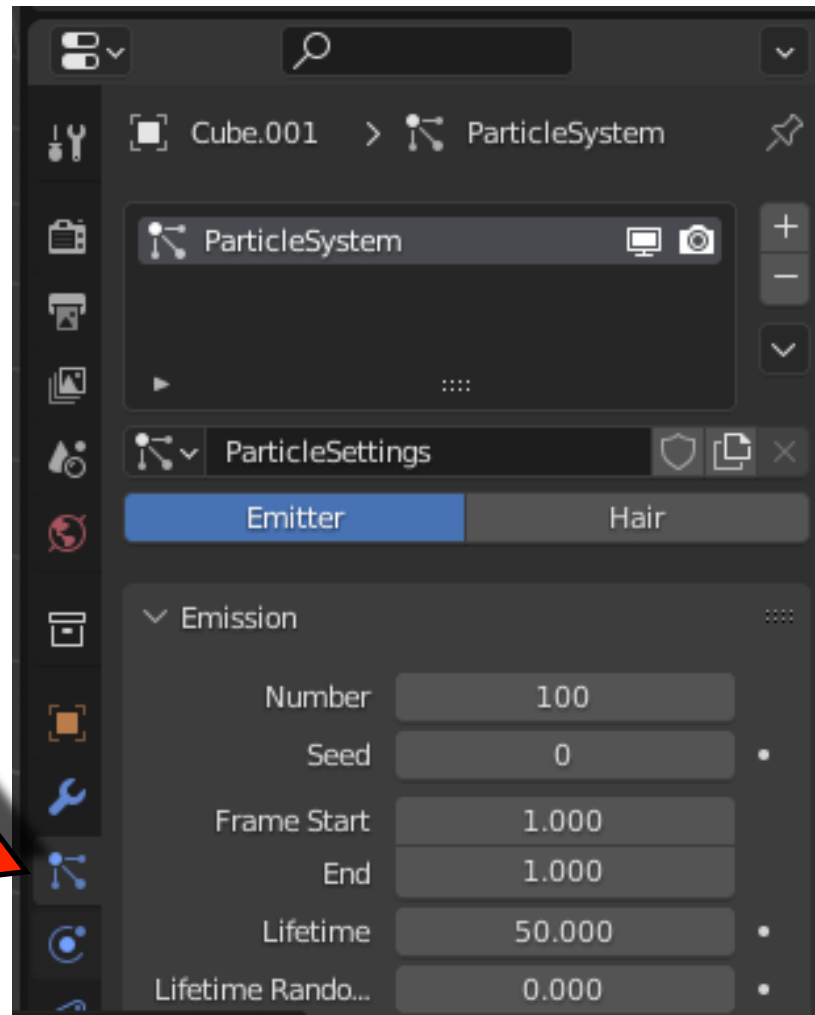 Cube.001 > ParticleSystem
ParticleSystem
ParticleSettings
Emitter Hair
Emission
Number 100
Seed 0
Frame Start 1.000
End 1.000
Lifetime 50.000
Lifetime Rando... 0.000